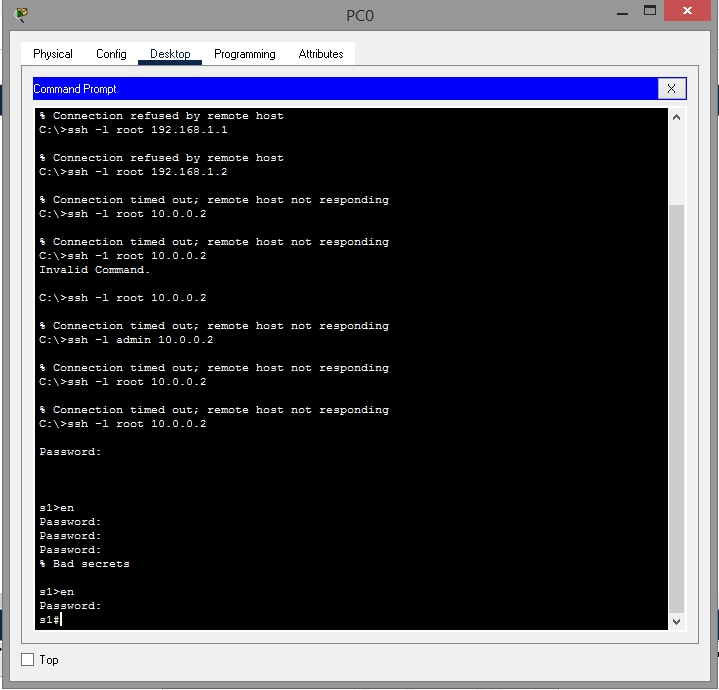 PC0
Physical Config Desktop Programming Attributes
Command Prompt
X
% Connection refused by remote host
C:\>ssh -l root 192.168.1.1
% Connection refused by remote host
C:\>ssh -l root 192.168.1.2
% Connection timed out; remote host not responding
C:\>ssh -l root 10.0.0.2
% Connection timed out; remote host not responding
C:\>ssh -1 root 10.0.0.2
Invalid Command.
C:\>ssh -l root 10.0.0.2
% Connection timed out; remote host not responding
C:\>ssh -l admin 10.0.0.2
% Connection timed out; remote host not responding
C:\>ssh -l root 10.0.0.2
% Connection timed out; remote host not responding
C:\>ssh -l root 10.0.0.2
Password:
s1>en
Password:
Password:
Password:
% Bad secrets
s1>en
Password:
s1#
Top